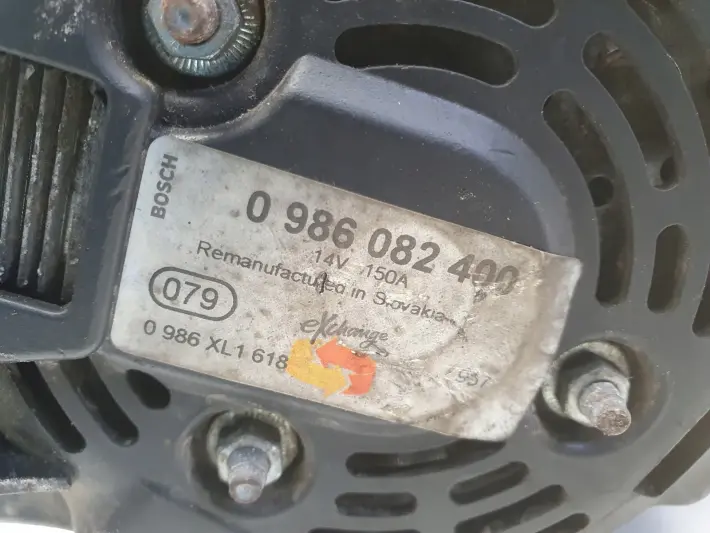 BOSCH
0 986 082 400
14V 150A
Remanufactured in Slovakia
079
eXchange
0 986 XL1 618